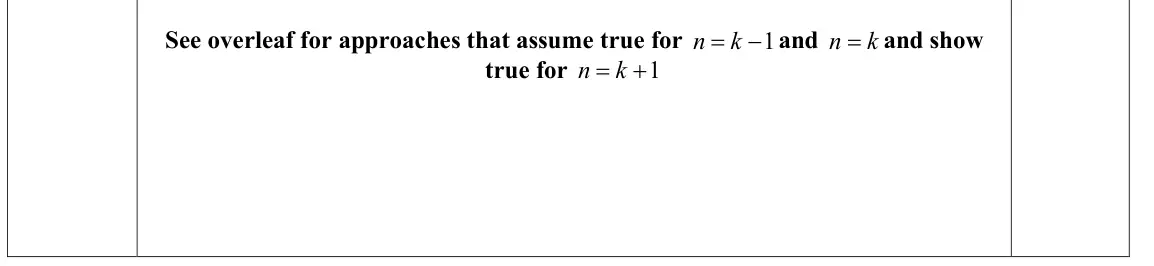 See overleaf for approaches that assume true for n = k −1 and n = k and show
true for n = k +1